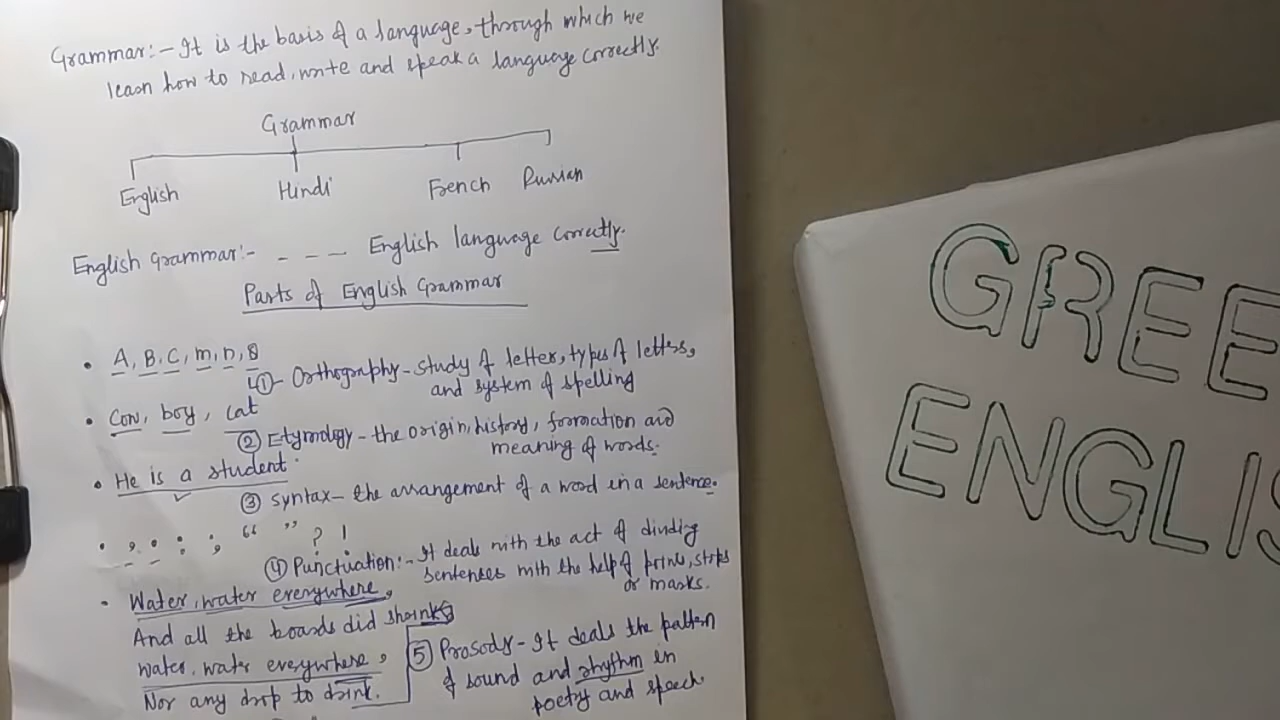 Grammar:- It is the basis of a language, through which we
learn how to read, write and speak a language correctly.
Grammar
English Hindi French Russian
English Grammar:- - - - English language correctly.
Parts of English Grammar
• A, B, C, m, n, 8
① - Orthography - study of letter, types of letters,
and system of spelling
• Cow, boy, cat
② Etymology - the origin, history, formation and
meaning of words.
• He is a student.
③ Syntax - the arrangement of a word in a sentence.
• , . : ; “ ” ? !
④ Punctuation:- It deals with the act of dividing
sentences with the help of points, stops
or marks.
• Water, water everywhere,
And all the boards did shrink
water, water everywhere,
Nor any drop to drink.
⑤ Prosody - It deals the pattern
of sound and rhythm in
poetry and speech
GREE
ENGLIS